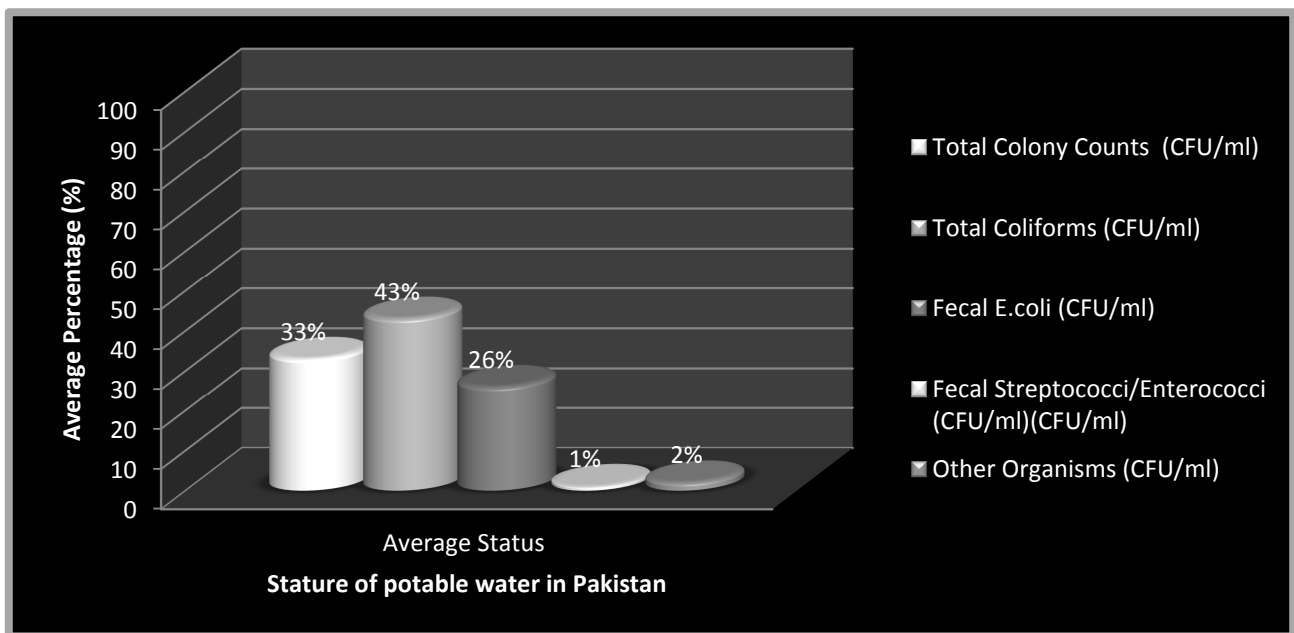 100
90
80
70
60
50
40
30
20
10
0
Average Percentage (%)
33%
43%
26%
1%
2%
Average Status
Stature of potable water in Pakistan
Total Colony Counts (CFU/ml)
Total Coliforms (CFU/ml)
Fecal E.coli (CFU/ml)
Fecal Streptococci/Enterococci
(CFU/ml)(CFU/ml)
Other Organisms (CFU/ml)